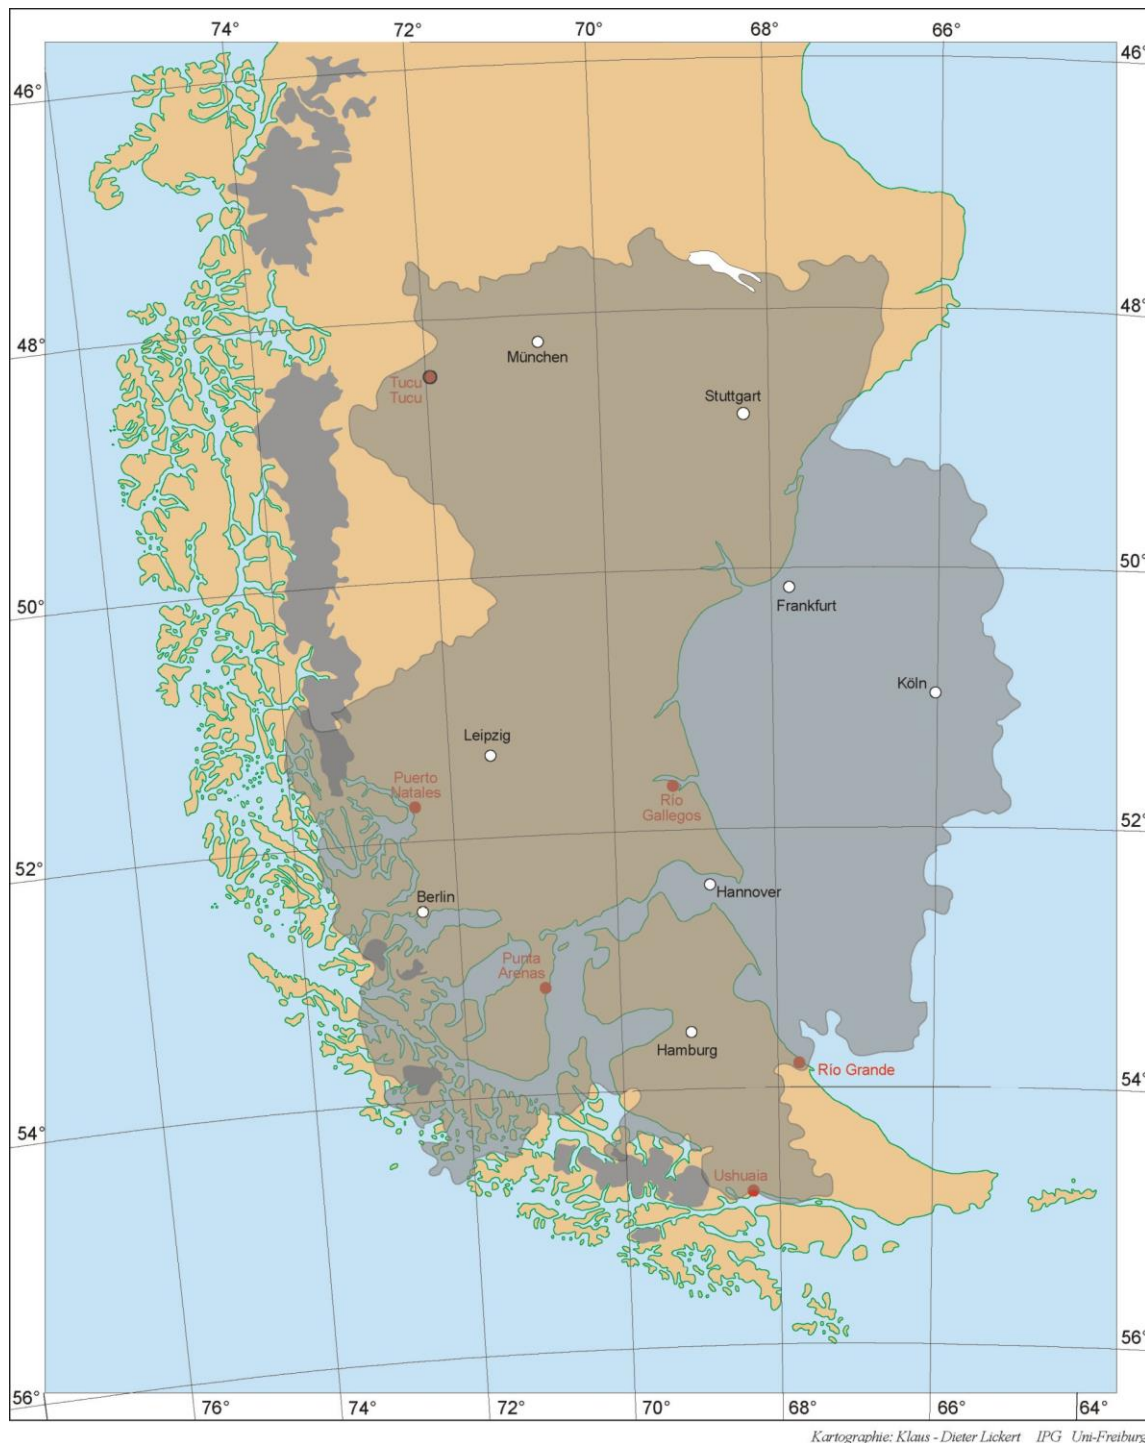 74° 72° 70° 68° 66°
46° 46°
48° 48°
München
Tucu
Tucu
Stuttgart
50° 50°
Frankfurt
Köln
Leipzig
Puerto
Natales
Río
Gallegos
52° 52°
Berlin
Hannover
Punta
Arenas
Hamburg
Río Grande
54° 54°
Ushuaia
56° 56°
76° 74° 72° 70° 68° 66° 64°
Kartographie: Klaus - Dieter Lickert IPG Uni-Freiburg